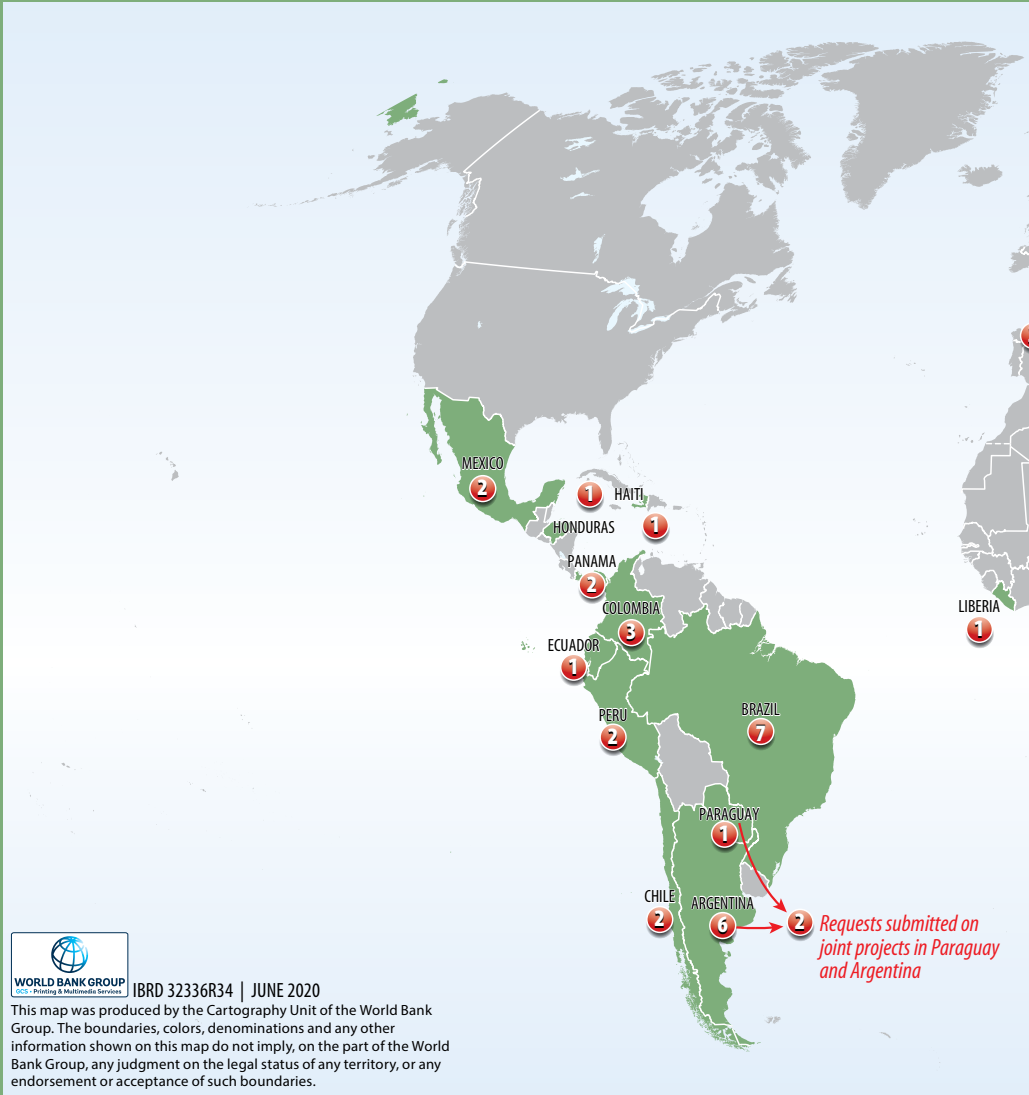 MEXICO
2
1
HAITI
HONDURAS
1
PANAMA
2
COLOMBIA
3
LIBERIA
1
ECUADOR
1
PERU
2
BRAZIL
7
PARAGUAY
1
CHILE
2
ARGENTINA
6
2
Requests submitted on
joint projects in Paraguay
and Argentina
WORLD BANK GROUP
GCS - Printing & Multimedia Services
IBRD 32336R34 | JUNE 2020
This map was produced by the Cartography Unit of the World Bank
Group. The boundaries, colors, denominations and any other
information shown on this map do not imply, on the part of the World
Bank Group, any judgment on the legal status of any territory, or any
endorsement or acceptance of such boundaries.